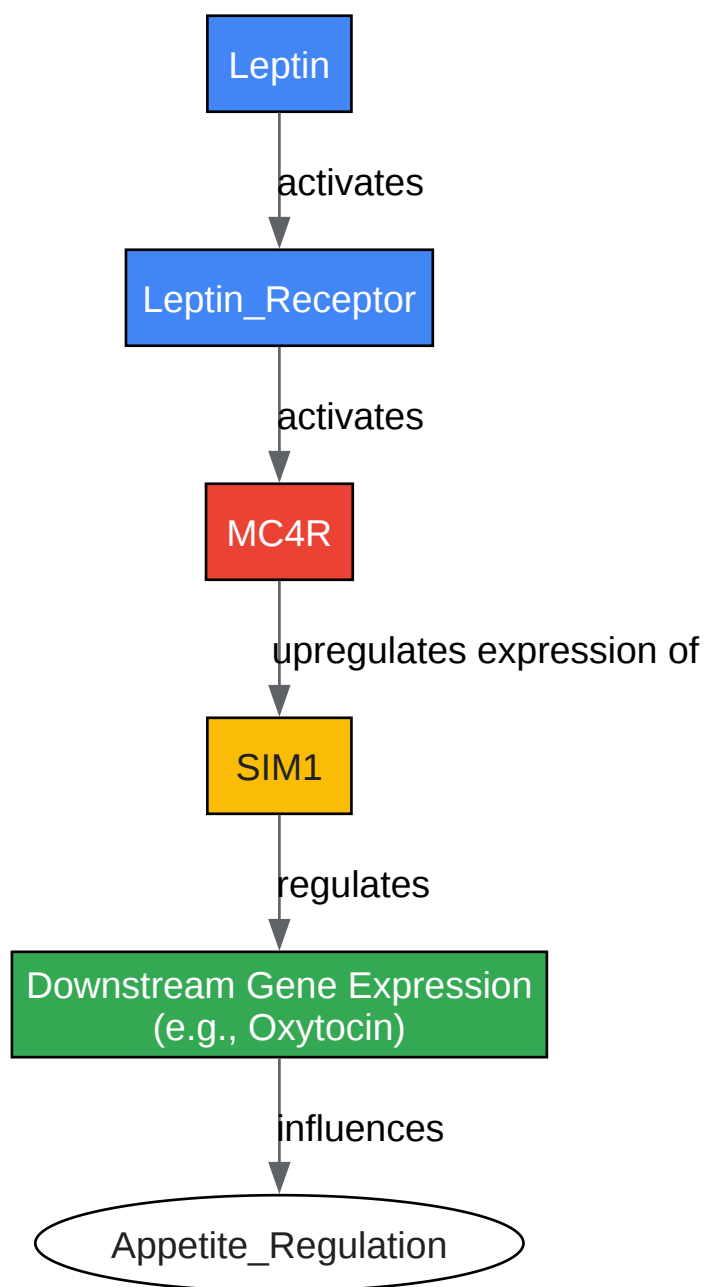 Leptin
activates
Leptin_Receptor
activates
MC4R
upregulates expression of
SIM1
regulates
Downstream Gene Expression
(e.g., Oxytocin)
influences
Appetite_Regulation